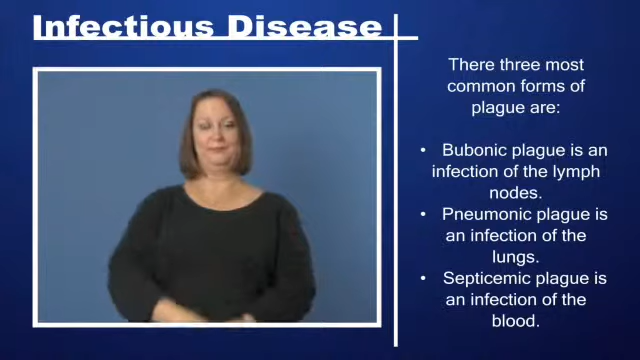 Infectious Disease
There three most
common forms of
plague are:
• Bubonic plague is an
infection of the lymph
nodes.
• Pneumonic plague is
an infection of the
lungs.
• Septicemic plague is
an infection of the
blood.